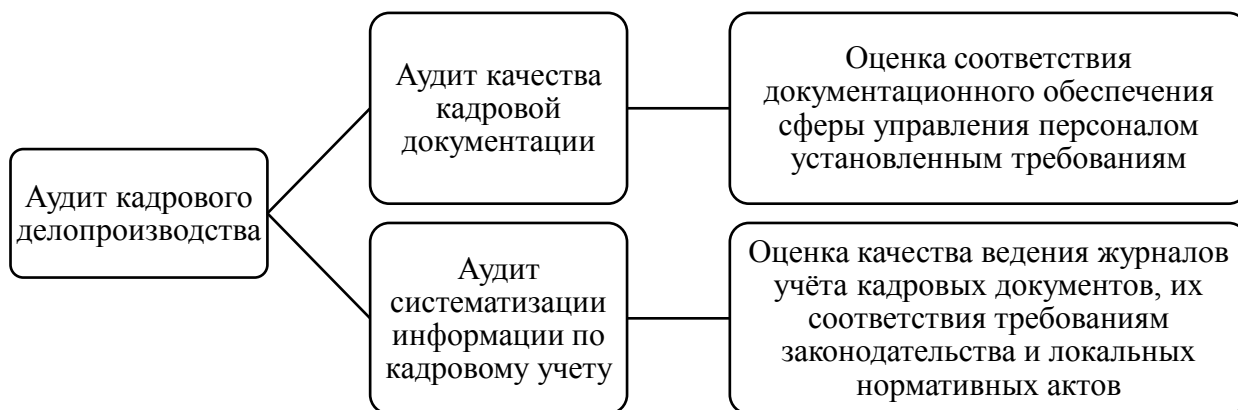 Аудит кадрового
делопроизводства
Аудит качества
кадровой
документации
Оценка соответствия
документационного обеспечения
сферы управления персоналом
установленным требованиям
Аудит
систематизации
информации по
кадровому учету
Оценка качества ведения журналов
учёта кадровых документов, их
соответствия требованиям
законодательства и локальных
нормативных актов